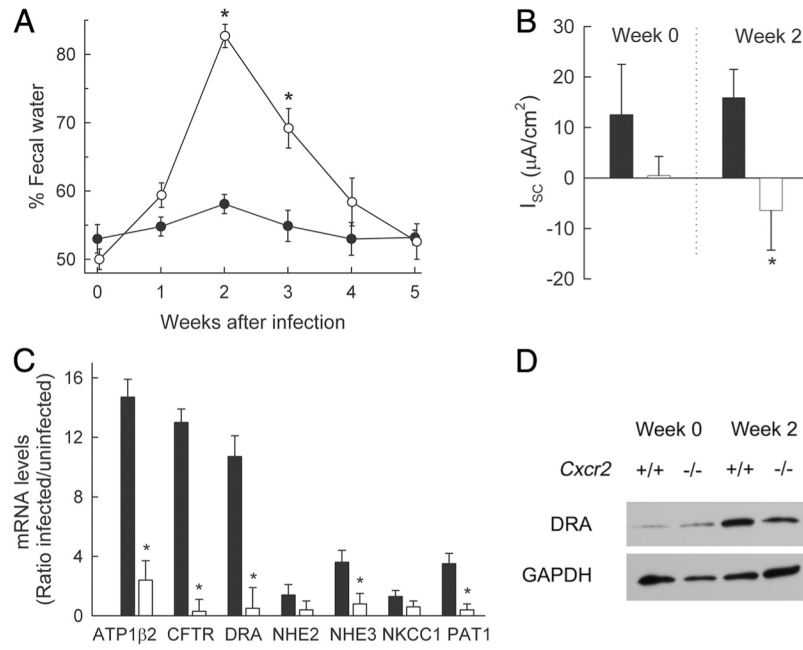 A
% Fecal water
80
70
60
50
*
*
0 1 2 3 4 5
Weeks after infection
B
Week 0 Week 2
I_SC (µA/cm²)
30
20
10
0
-10
-20
*
C
mRNA levels
(Ratio infected/uninfected)
16
12
8
4
0
* * * * *
ATP1β2 CFTR DRA NHE2 NHE3 NKCC1 PAT1
D
Week 0 Week 2
Cxcr2 +/+ -/- +/+ -/-
DRA
GAPDH